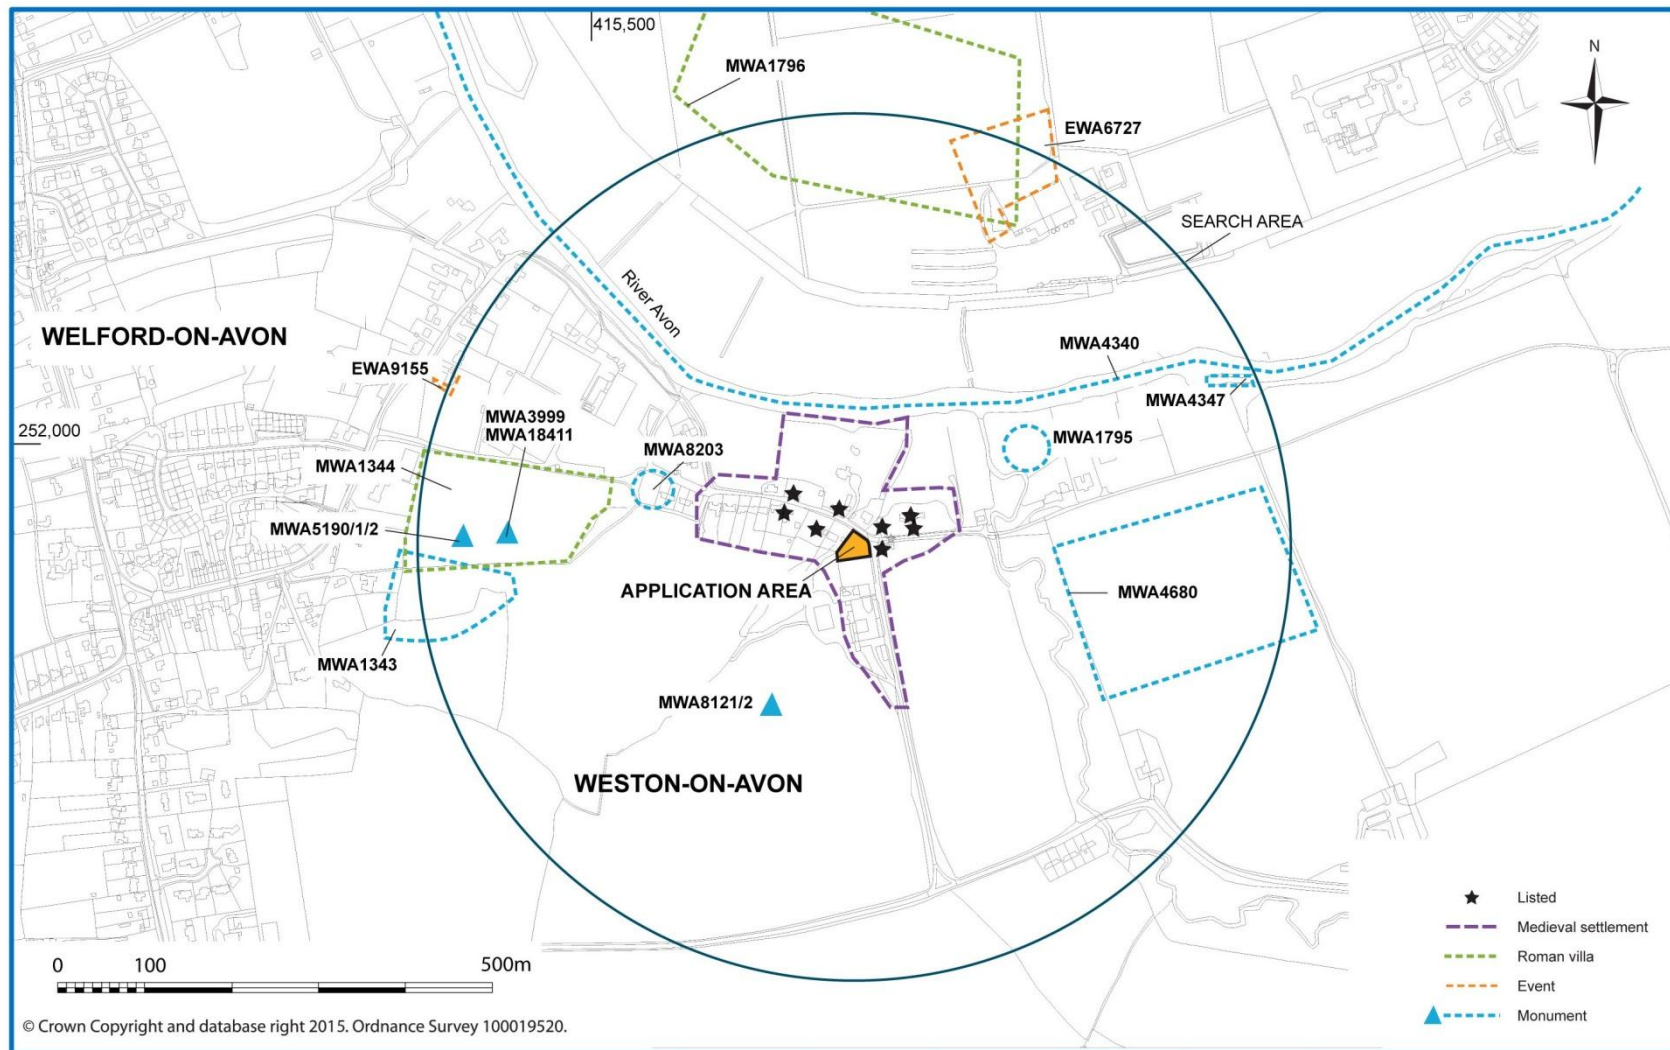 415,500
N
MWA1796
EWA6727
SEARCH AREA
River Avon
WELFORD-ON-AVON
MWA4340
EWA9155
MWA4347
MWA3999
MWA18411
252,000
MWA1795
MWA8203
MWA1344
MWA5190/1/2
APPLICATION AREA
MWA4680
MWA1343
MWA8121/2
WESTON-ON-AVON
Listed
Medieval settlement
Roman villa
Event
Monument
0 100 500m
© Crown Copyright and database right 2015. Ordnance Survey 100019520.